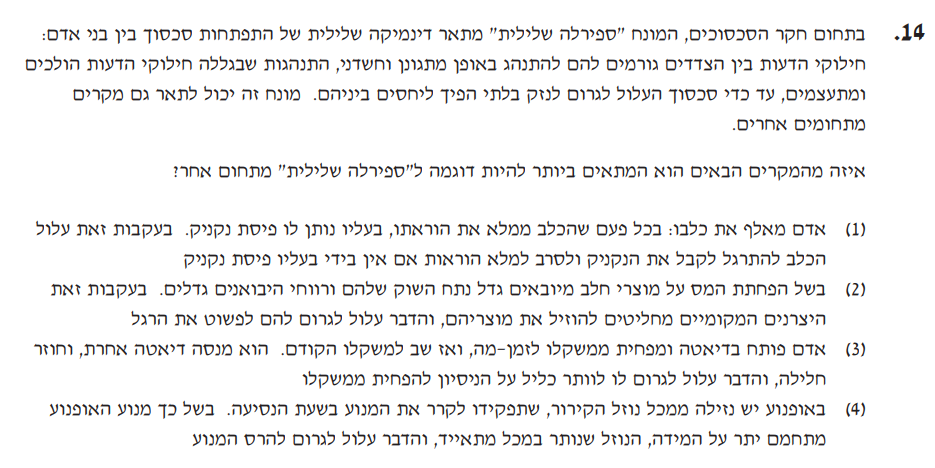 14. בתחום חקר הסכסוכים, המונח "ספירלה שלילית" מתאר דינמיקה שלילית של התפתחות סכסוך בין בני אדם:
חילוקי הדעות בין הצדדים גורמים להם להתנהג באופן מתגונן וחשדני, התנהגות שבגללה חילוקי הדעות הולכים
ומתעצמים, עד כדי סכסוך העלול לגרום לנזק בלתי הפיך ליחסים ביניהם. מונח זה יכול לתאר גם מקרים
מתחומים אחרים.
איזה מהמקרים הבאים הוא המתאים ביותר להיות דוגמה ל"ספירלה שלילית" מתחום אחר?
(1) אדם מאלף את כלבו: בכל פעם שהכלב ממלא את הוראתו, בעליו נותן לו פיסת נקניק. בעקבות זאת עלול
הכלב להתרגל לקבל את הנקניק ולסרב למלא הוראות אם אין בידי בעליו פיסת נקניק
(2) בשל הפחתת המס על מוצרי חלב מיובאים גדל נתח השוק שלהם ורווחי היבואנים גדלים. בעקבות זאת
היצרנים המקומיים מחליטים להוזיל את מוצריהם, והדבר עלול לגרום להם לפשוט את הרגל
(3) אדם פותח בדיאטה ומפחית ממשקלו לזמן-מה, ואז שב למשקלו הקודם. הוא מנסה דיאטה אחרת, וחוזר
חלילה, והדבר עלול לגרום לו לוותר כליל על הניסיון להפחית ממשקלו
(4) באופנוע יש נזילה ממכל נוזל הקירור, שתפקידו לקרר את המנוע בשעת הנסיעה. בשל כך מנוע האופנוע
מתחמם יתר על המידה, הנוזל שנותר במכל מתאייד, והדבר עלול לגרום להרס המנוע